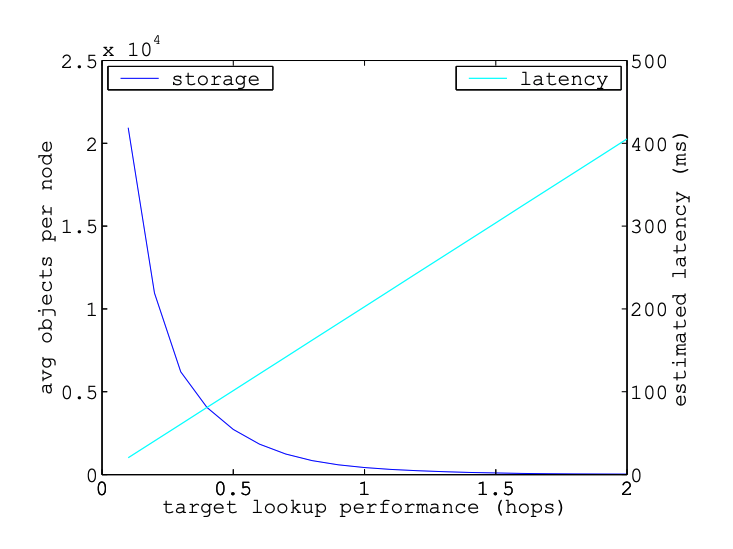 x 10^4
2.5
2
1.5
1
0.5
0
storage
latency
500
400
300
200
100
0
0
0.5
1
1.5
2
avg objects per node
estimated latency (ms)
target lookup performance (hops)